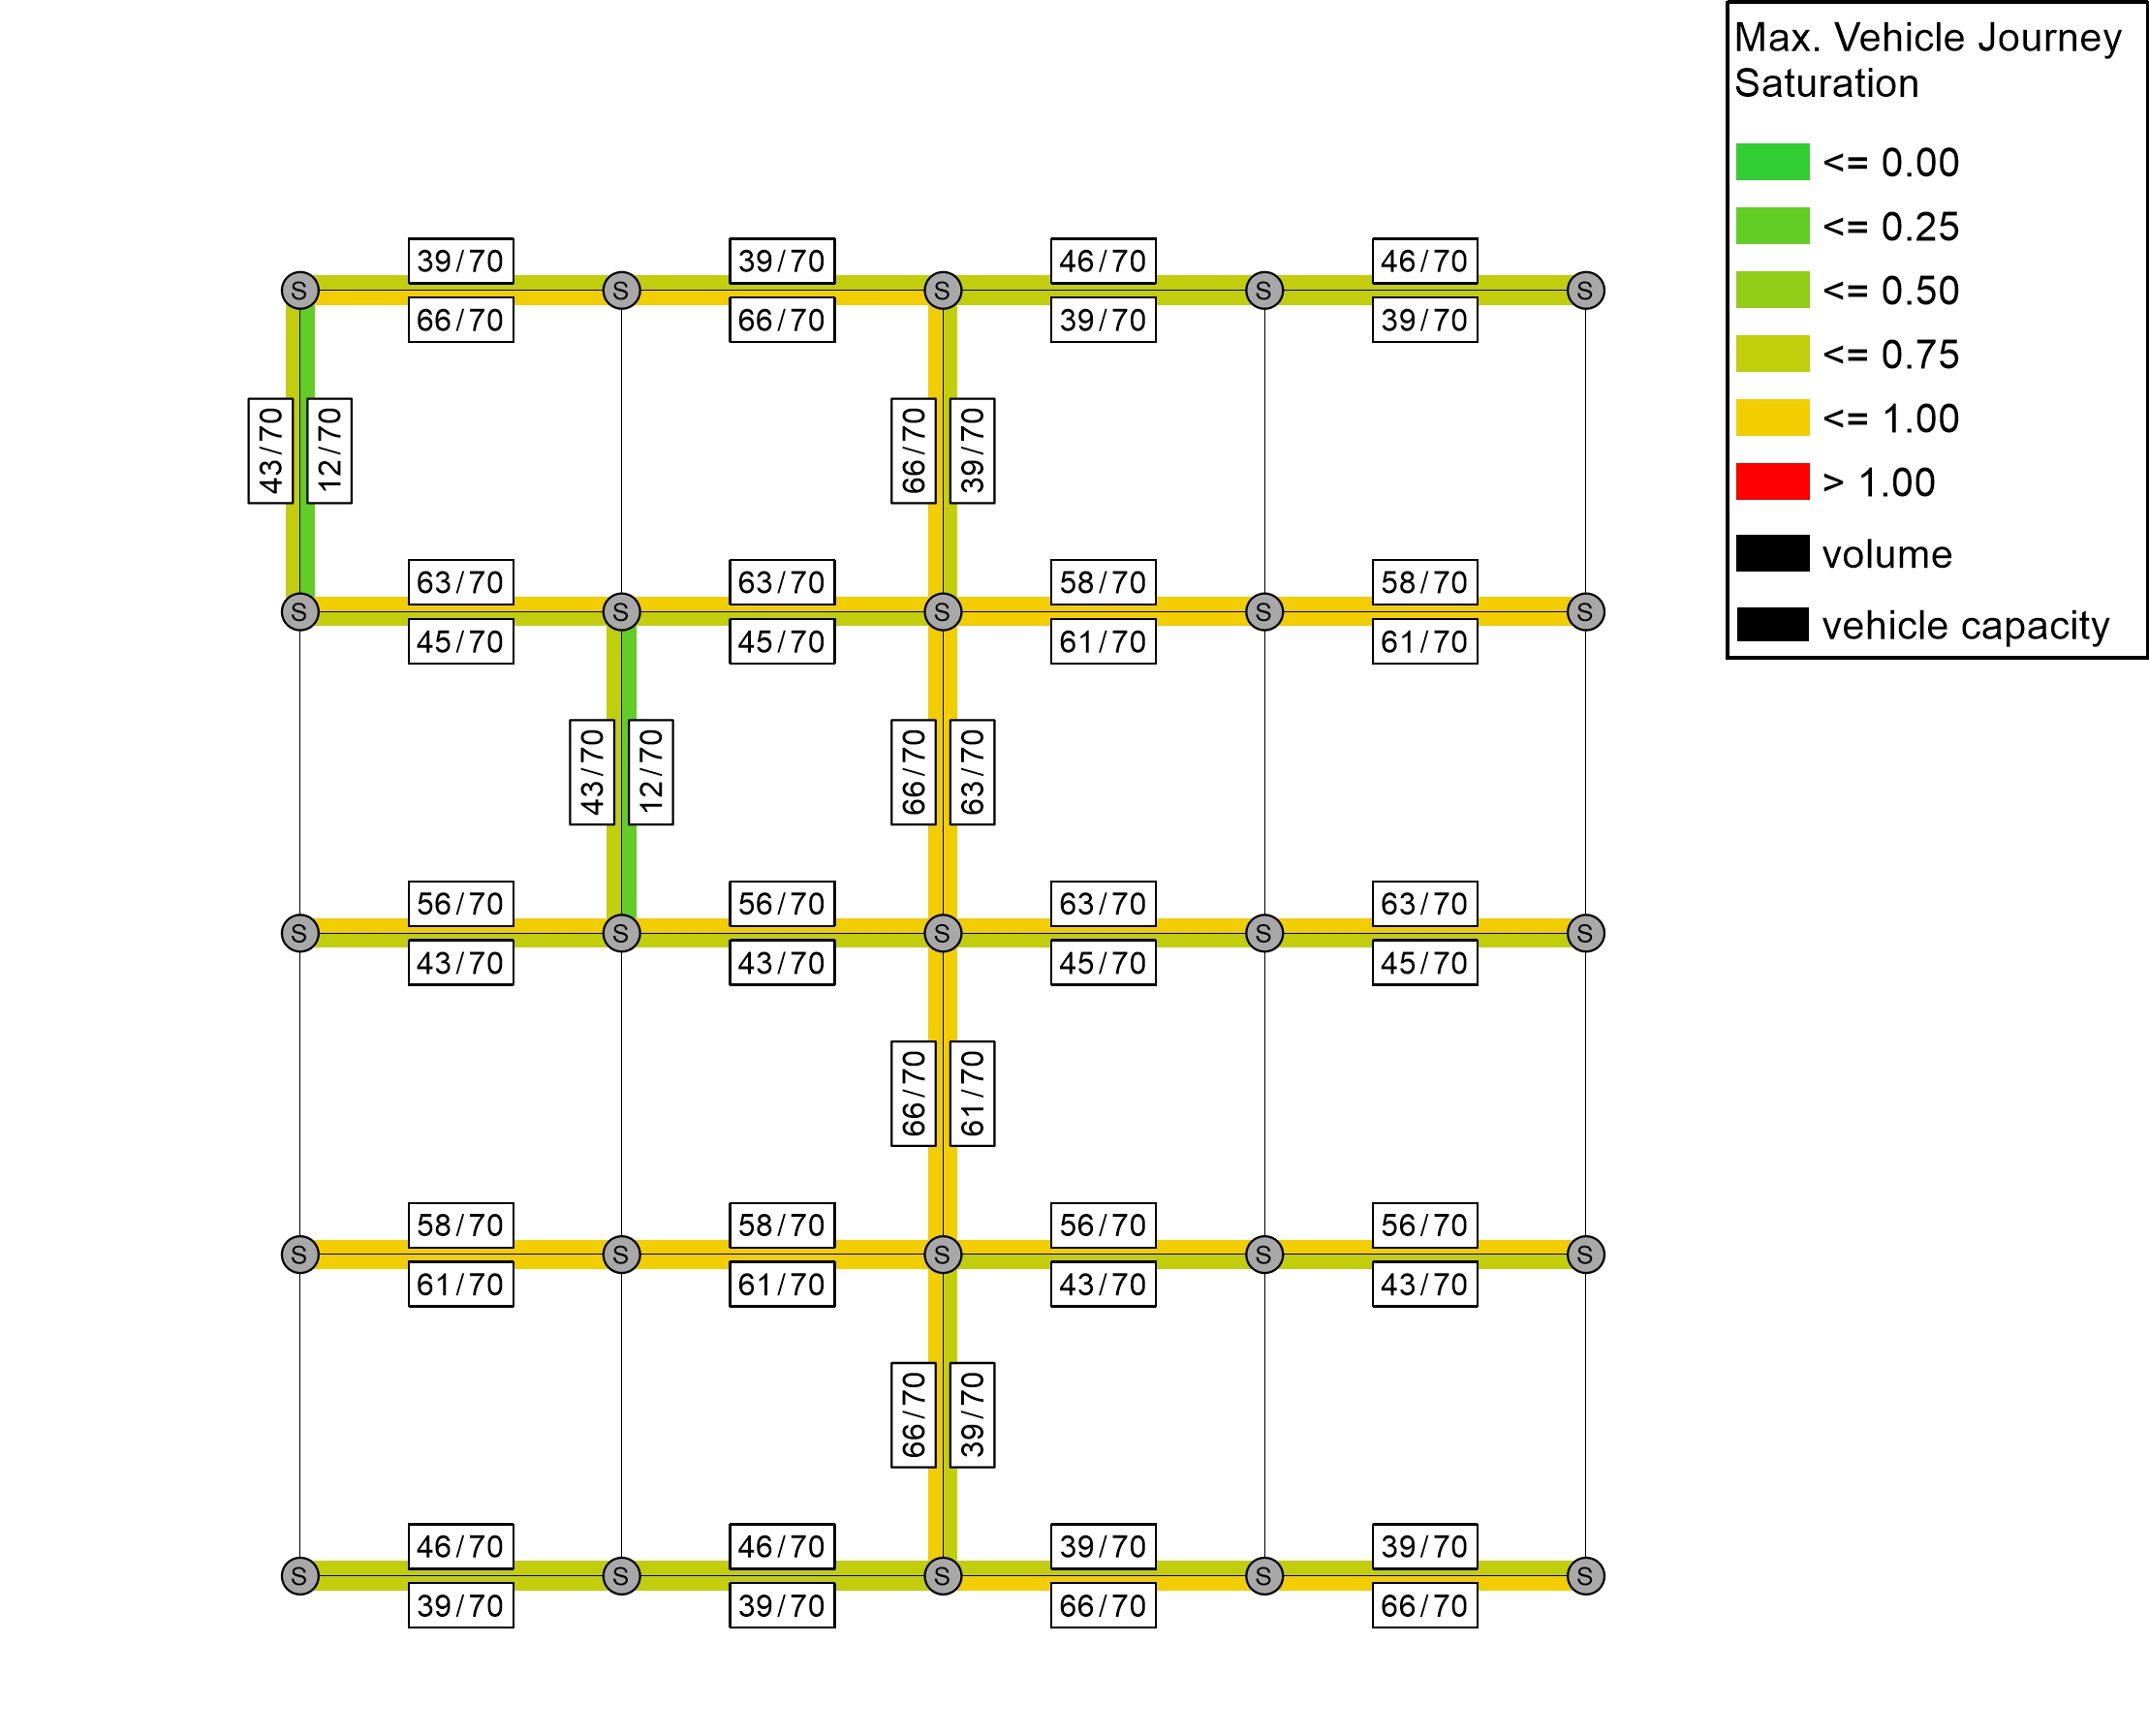 Max. Vehicle Journey
Saturation
<= 0.00
<= 0.25
<= 0.50
<= 0.75
<= 1.00
> 1.00
volume
vehicle capacity
39/70 39/70 46/70 46/70
S S S S S
66/70 66/70 39/70 39/70
43/70 12/70 66/70 39/70
63/70 63/70 58/70 58/70
S S S S S
45/70 45/70 61/70 61/70
43/70 12/70 66/70 63/70
56/70 56/70 63/70 63/70
S S S S S
43/70 43/70 45/70 45/70
66/70 61/70
58/70 58/70 56/70 56/70
S S S S S
61/70 61/70 43/70 43/70
66/70 39/70
46/70 46/70 39/70 39/70
S S S S S
39/70 39/70 66/70 66/70